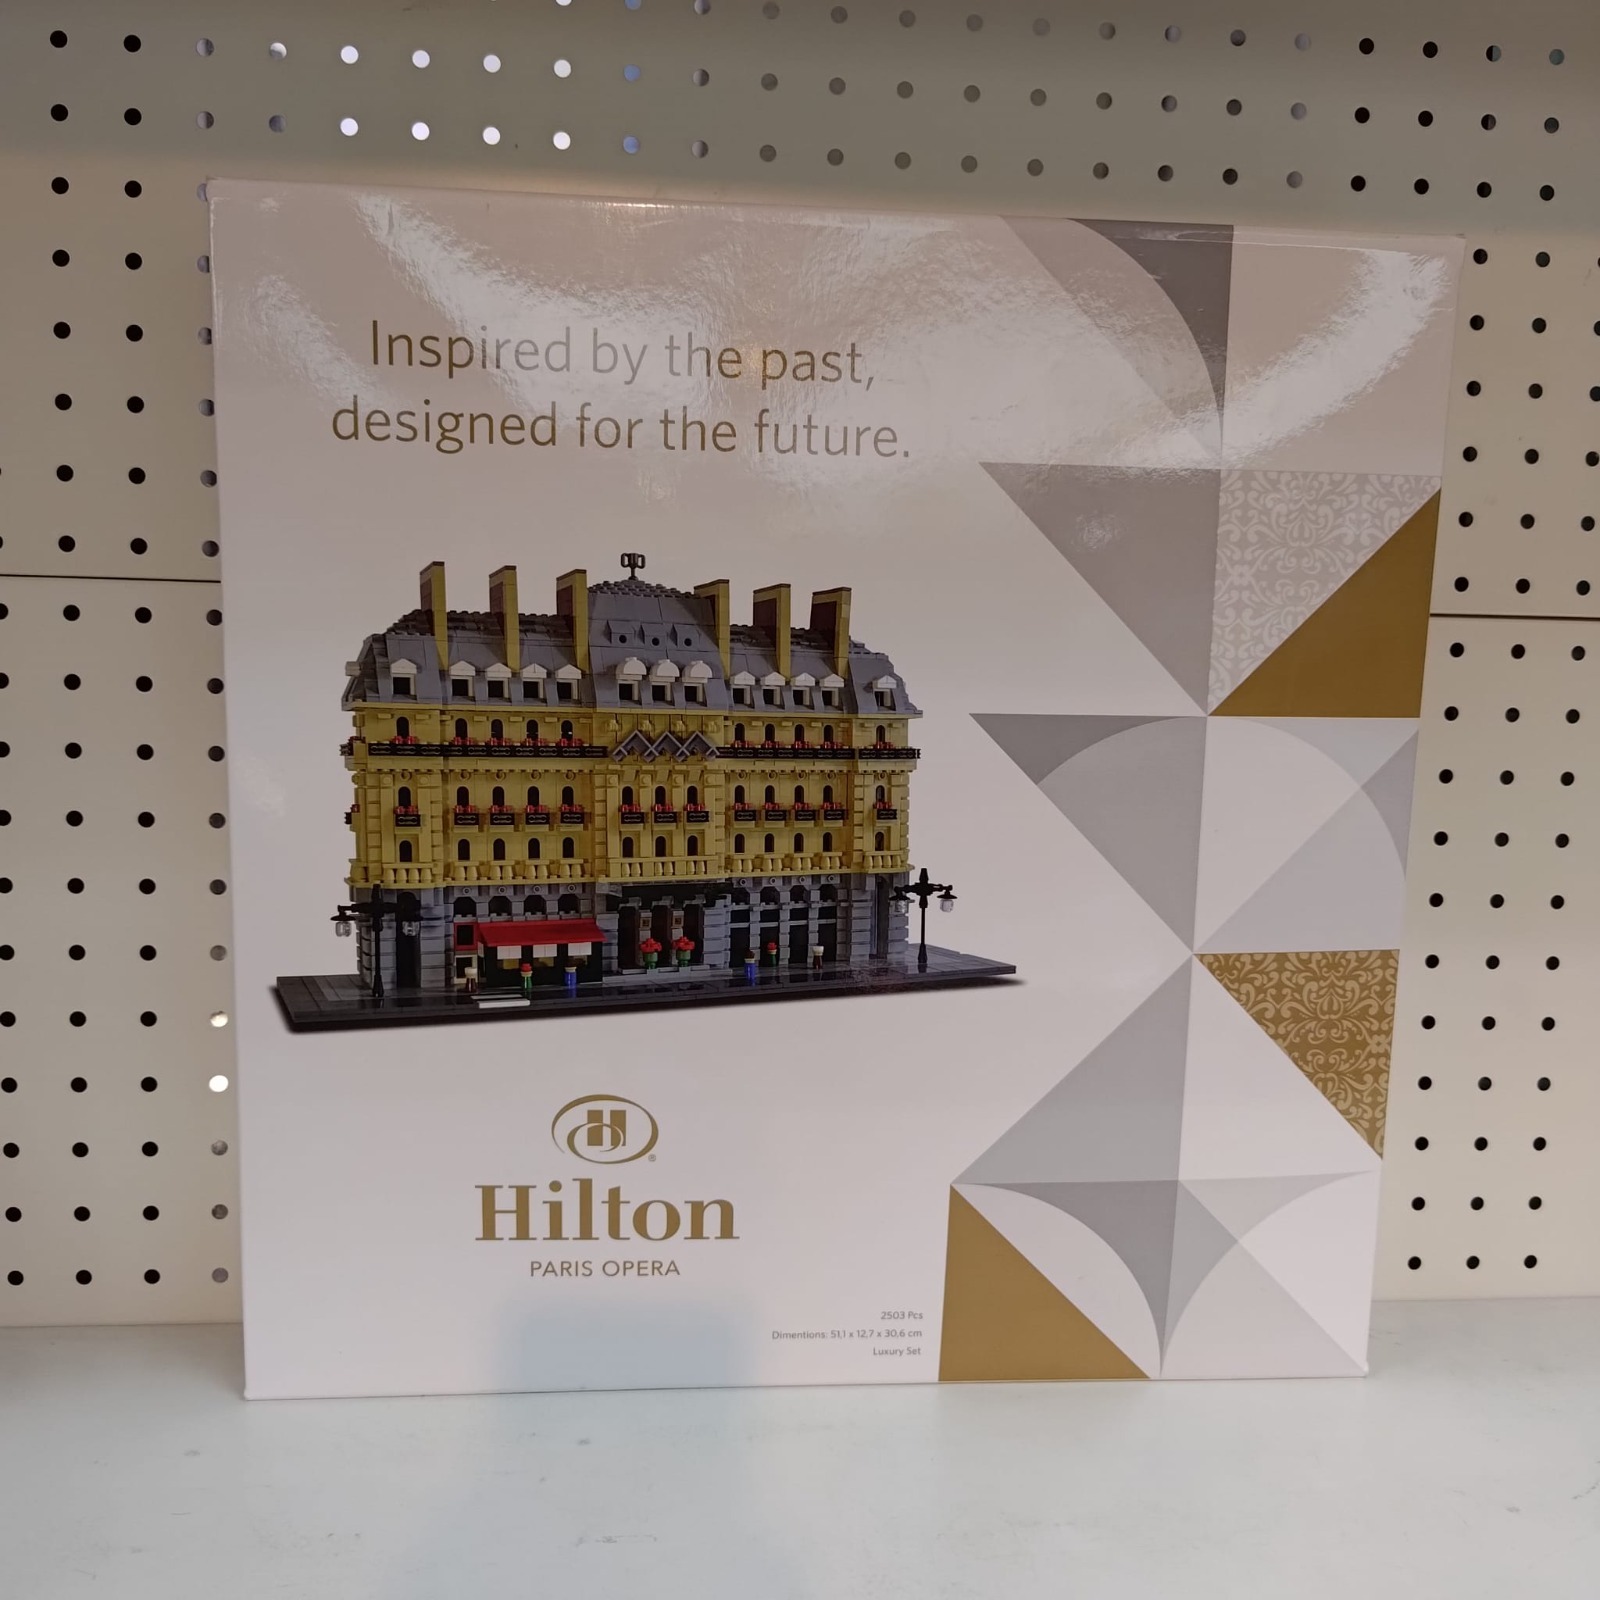 Inspired by the past,
designed for the future.
H
®
Hilton
PARIS OPERA
2503 Pcs
Dimentions: 51,1 x 12,7 x 30,6 cm
Luxury Set